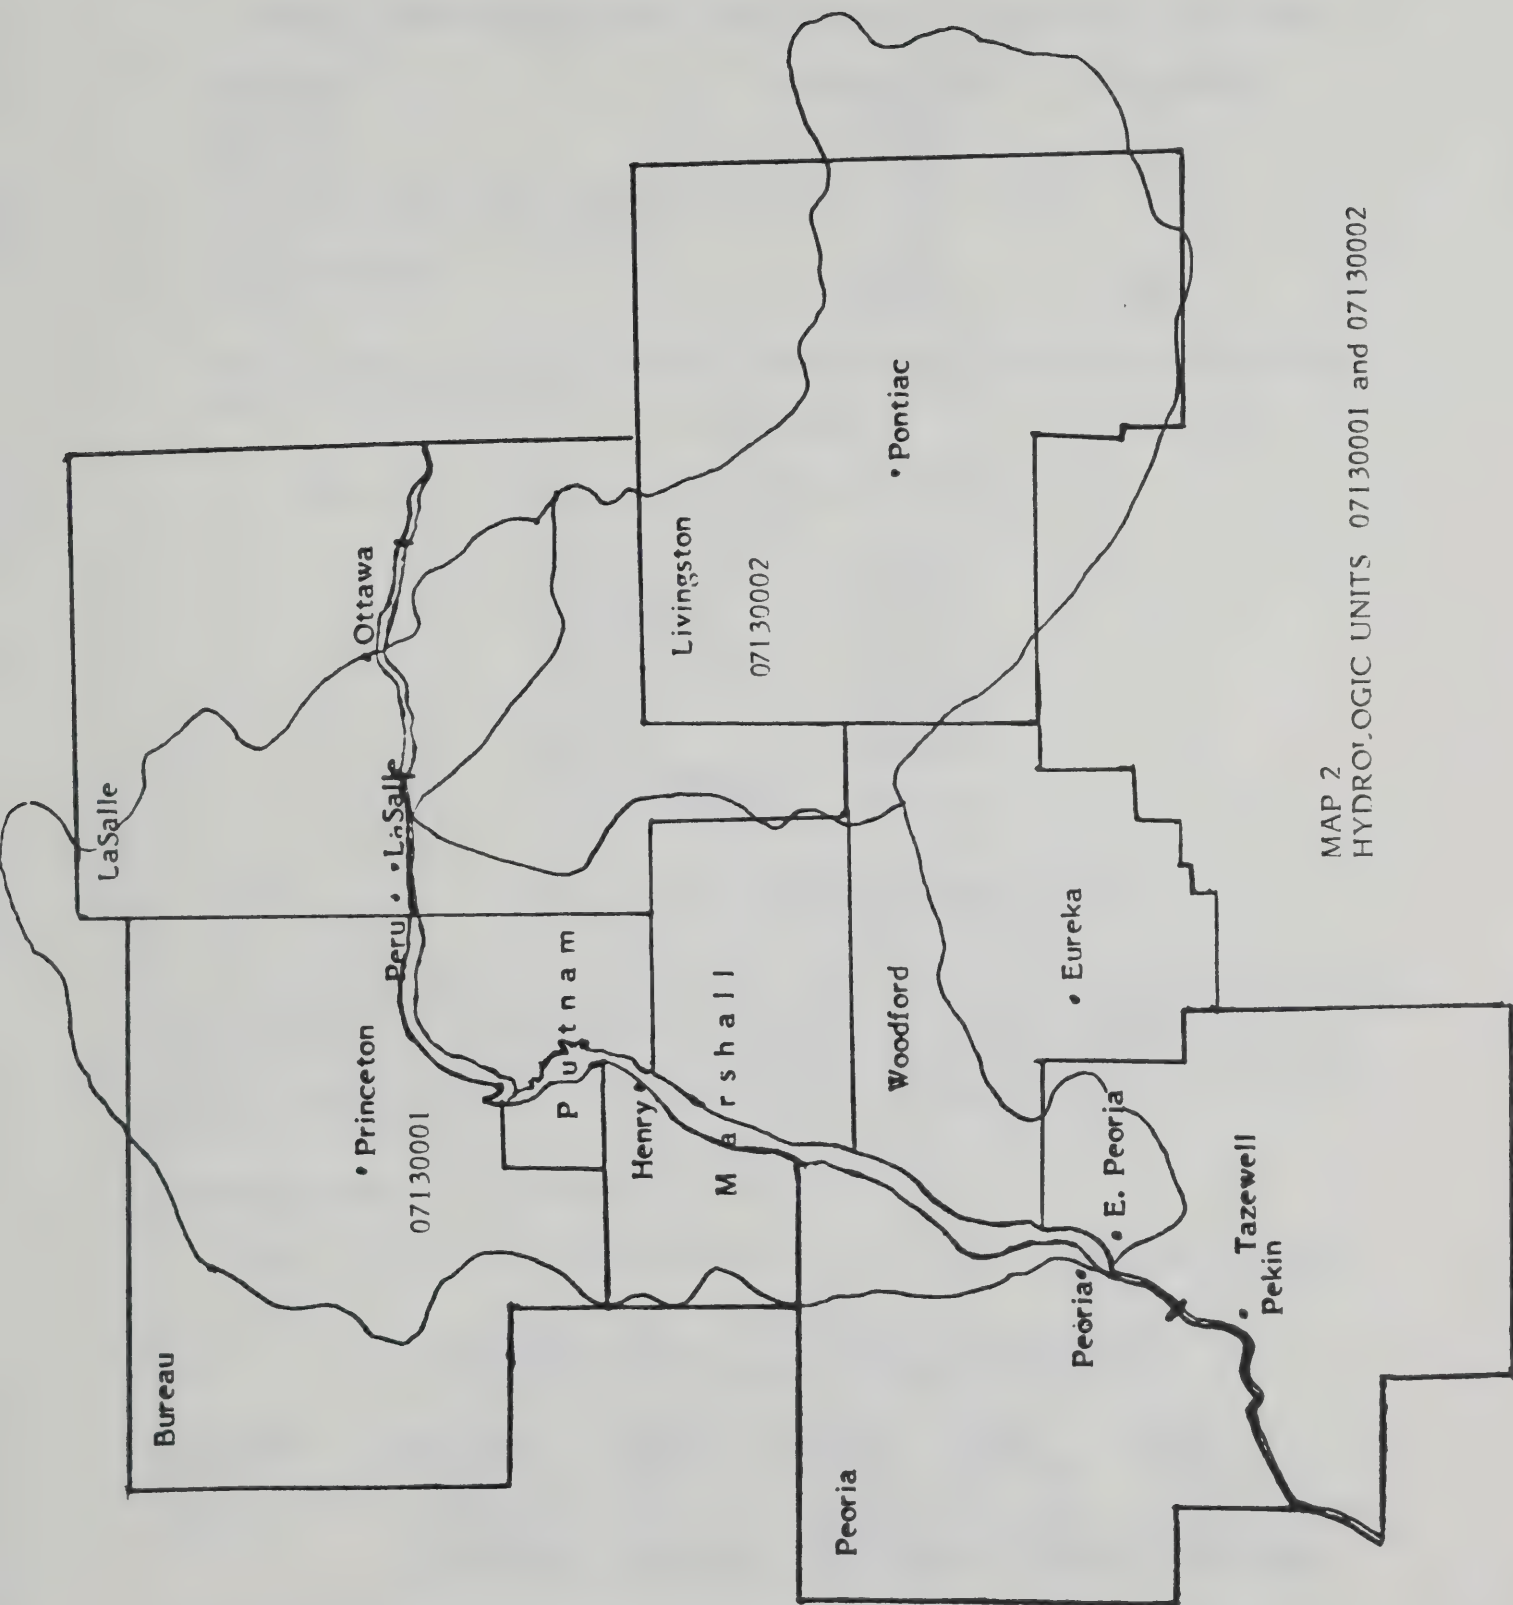 LaSalle
Ottawa
LaSalle
Peru
Bureau
Princeton
07130001
Putnam
Henry
Marshall
Livingston
07130002
Pontiac
Woodford
Eureka
Peoria
Peoria
E. Peoria
Tazewell
Pekin
MAP 2
HYDROLOGIC UNITS 07130001 and 07130002